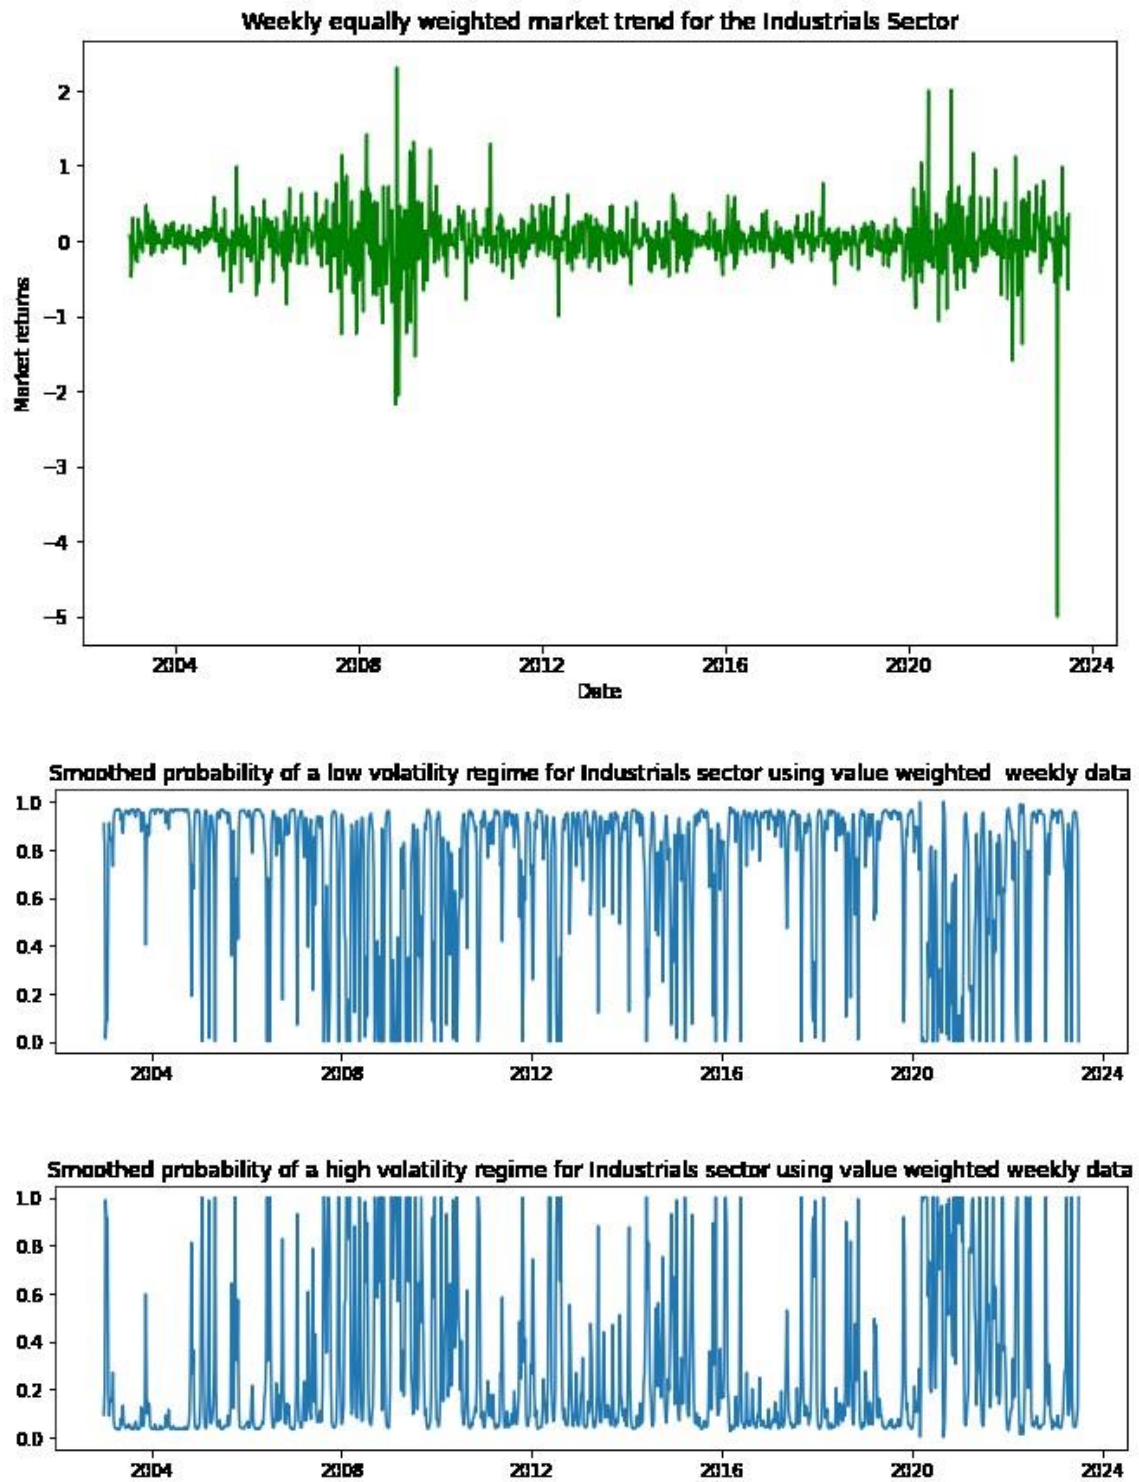 Weekly equally weighted market trend for the Industrials Sector
2
1
0
−1
−2
−3
−4
−5
Market returns
2004 2008 2012 2016 2020 2024
Date
Smoothed probability of a low volatility regime for Industrials sector using value weighted weekly data
1.0
0.8
0.6
0.4
0.2
0.0
2004 2008 2012 2016 2020 2024
Smoothed probability of a high volatility regime for Industrials sector using value weighted weekly data
1.0
0.8
0.6
0.4
0.2
0.0
2004 2008 2012 2016 2020 2024